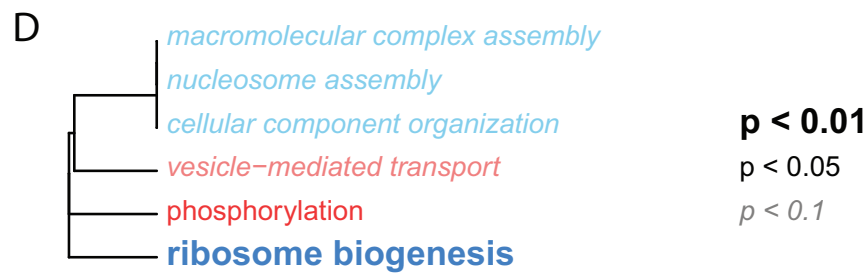 D
macromolecular complex assembly
nucleosome assembly
cellular component organization
p < 0.01
vesicle−mediated transport
p < 0.05
phosphorylation
p < 0.1
ribosome biogenesis